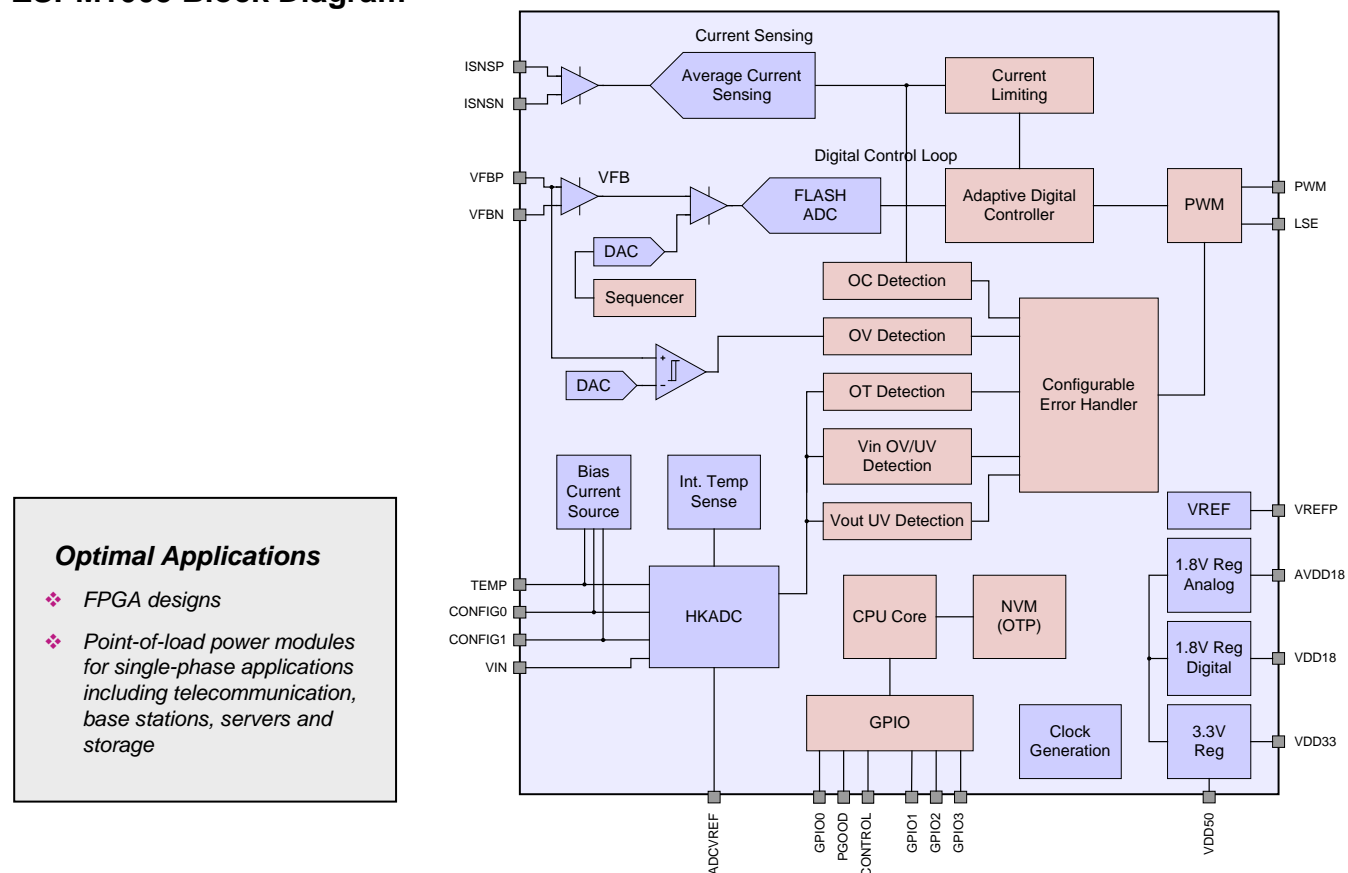 Current Sensing
ISNSP
ISNSN
Average Current
Sensing
Current
Limiting
Digital Control Loop
VFBP
VFBN
VFB
FLASH
ADC
Adaptive Digital
Controller
PWM
PWM
LSE
DAC
Sequencer
OC Detection
OV Detection
+
-
DAC
OT Detection
Configurable
Error Handler
Vin OV/UV
Detection
Vout UV Detection
Bias
Current
Source
Int. Temp
Sense
VREF
VREFP
TEMP
CONFIG0
CONFIG1
VIN
HKADC
CPU Core
NVM
(OTP)
1.8V Reg
Analog
AVDD18
1.8V Reg
Digital
VDD18
GPIO
Clock
Generation
3.3V
Reg
VDD33
ADCVREF
GPIO0
PGOOD
CONTROL
GPIO1
GPIO2
GPIO3
VDD50
Optimal Applications
FPGA designs
Point-of-load power modules
for single-phase applications
including telecommunication,
base stations, servers and
storage